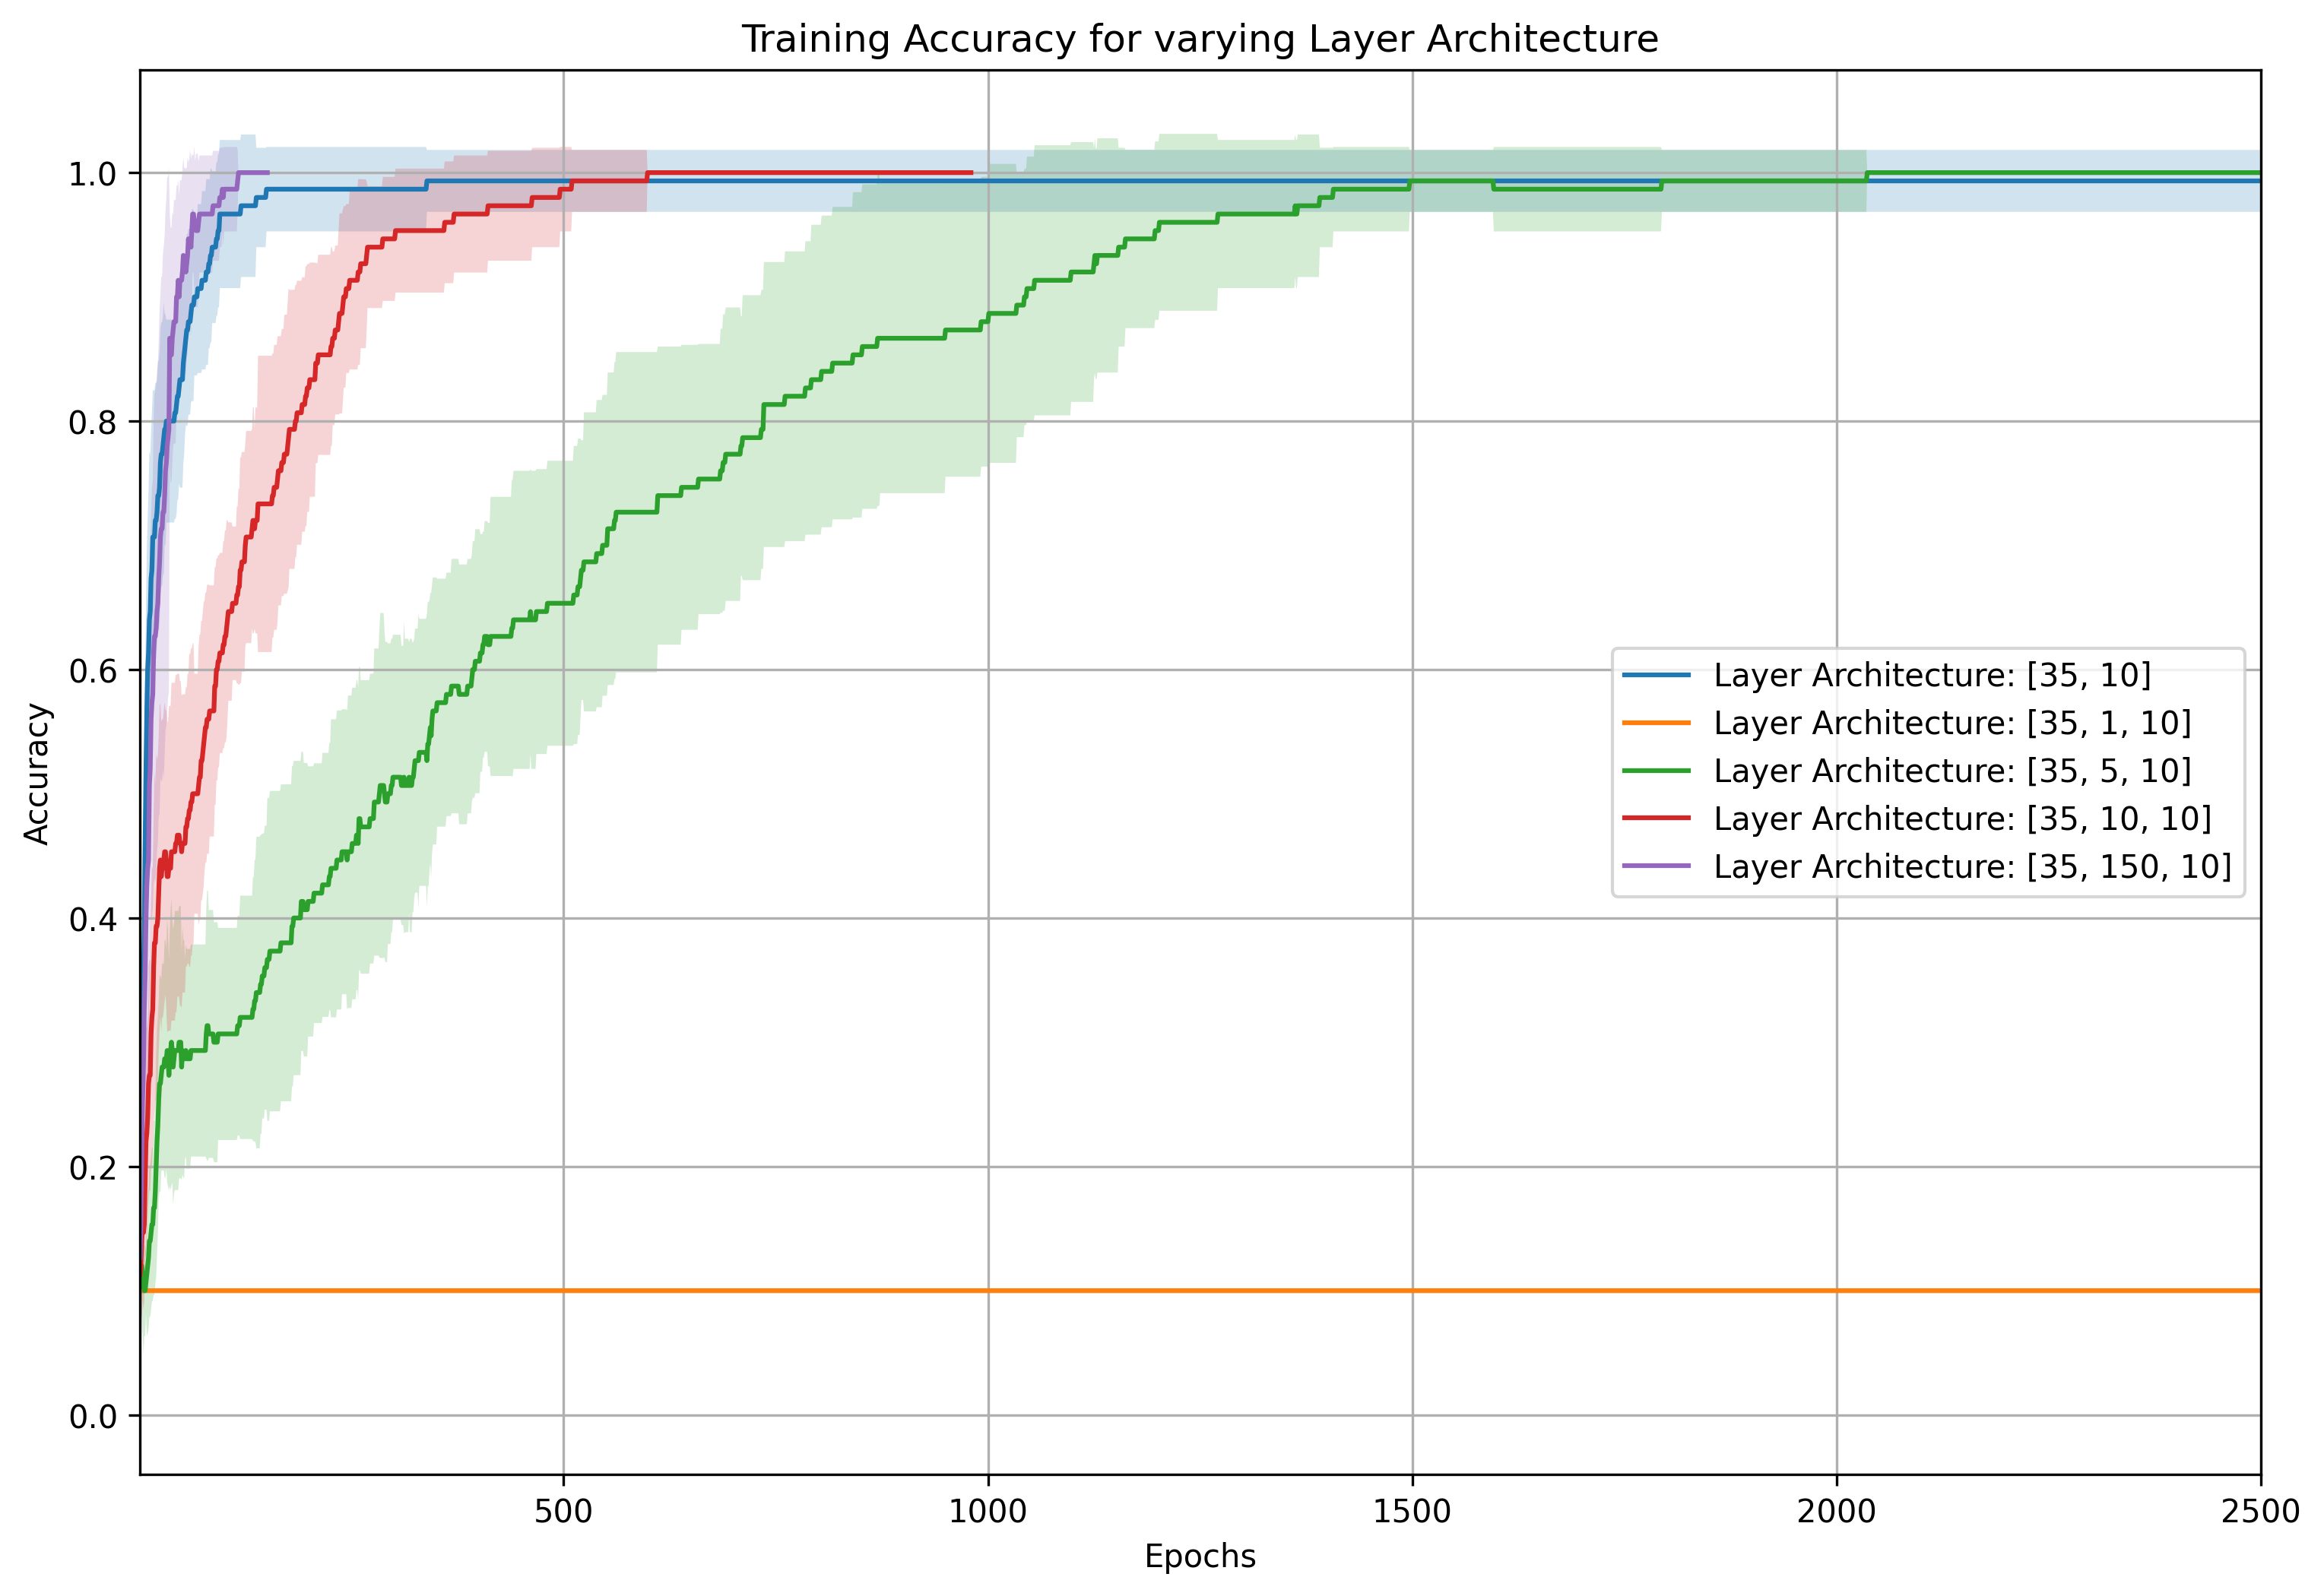 Training Accuracy for varying Layer Architecture
1.0
0.8
0.6
0.4
0.2
0.0
Accuracy
Layer Architecture: [35, 10]
Layer Architecture: [35, 1, 10]
Layer Architecture: [35, 5, 10]
Layer Architecture: [35, 10, 10]
Layer Architecture: [35, 150, 10]
500 1000 1500 2000 2500
Epochs